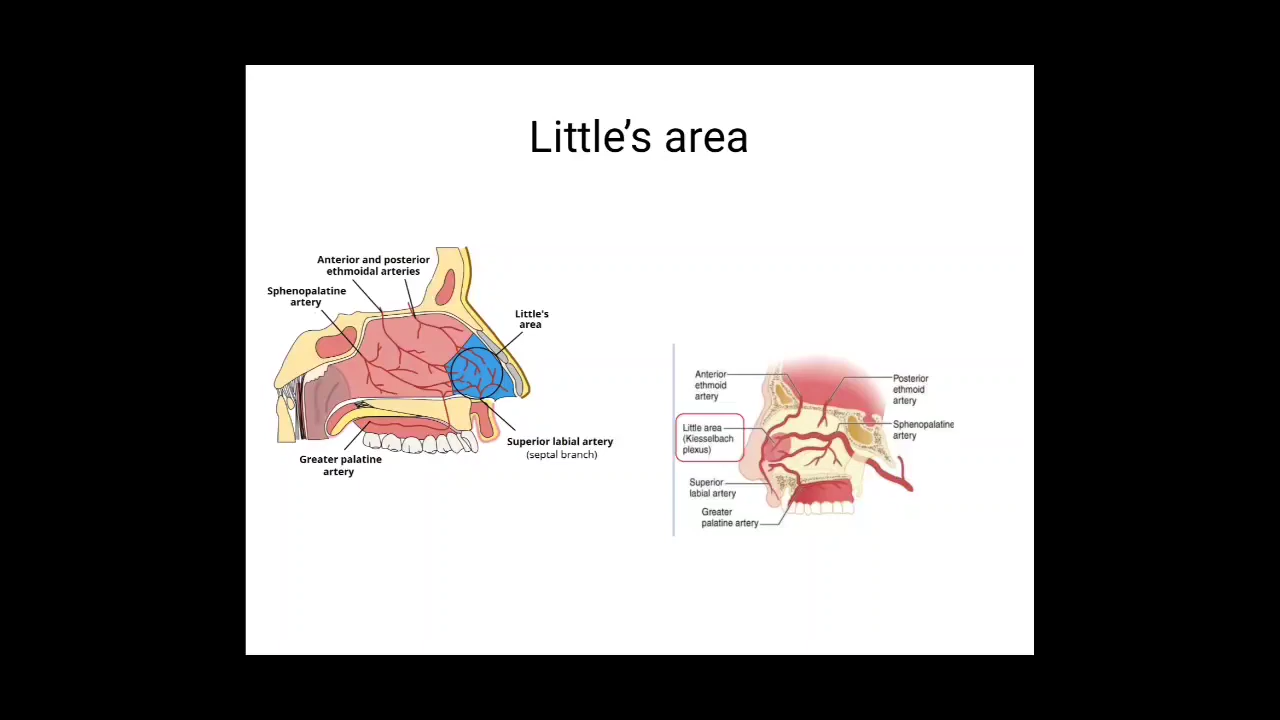 Little’s area
Anterior and posterior
ethmoidal arteries
Sphenopalatine
artery
Little's
area
Superior labial artery
(septal branch)
Greater palatine
artery
Anterior
ethmoid
artery
Posterior
ethmoid
artery
Little area
(Kiesselbach
plexus)
Sphenopalatine
artery
Superior
labial artery
Greater
palatine artery